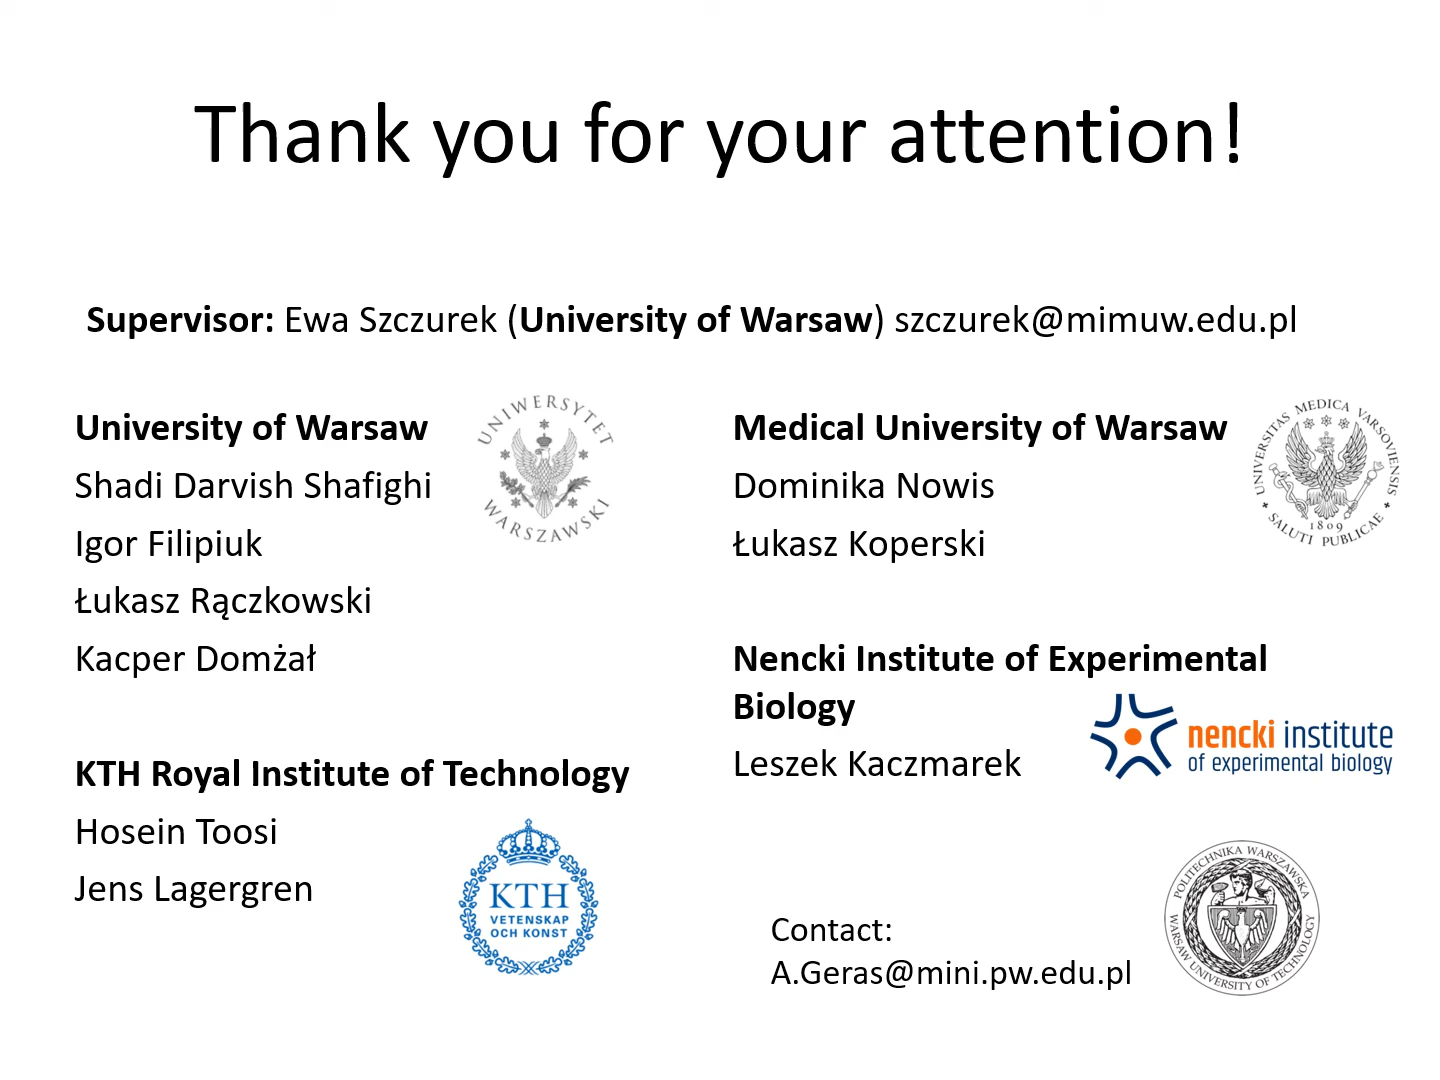 Thank you for your attention!
Supervisor: Ewa Szczurek (University of Warsaw) szczurek@mimuw.edu.pl
University of Warsaw
Shadi Darvish Shafighi
Igor Filipiuk
Łukasz Rączkowski
Kacper Domżał
UNIWERSYTET
WARSZAWSKI
KTH Royal Institute of Technology
Hosein Toosi
Jens Lagergren
KTH
VETENSKAP
OCH KONST
Medical University of Warsaw
Dominika Nowis
Łukasz Koperski
UNIVERSITAS MEDICA VARSOVIENSIS
1809
SALUTI PUBLICAE
Nencki Institute of Experimental
Biology
Leszek Kaczmarek
nencki institute
of experimental biology
Contact:
A.Geras@mini.pw.edu.pl
POLITECHNIKA WARSZAWSKA
WARSAW UNIVERSITY OF TECHNOLOGY